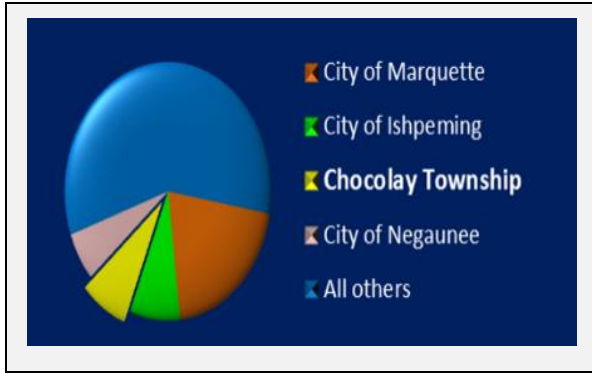 City of Marquette
City of Ishpeming
Chocolay Township
City of Negaunee
All others